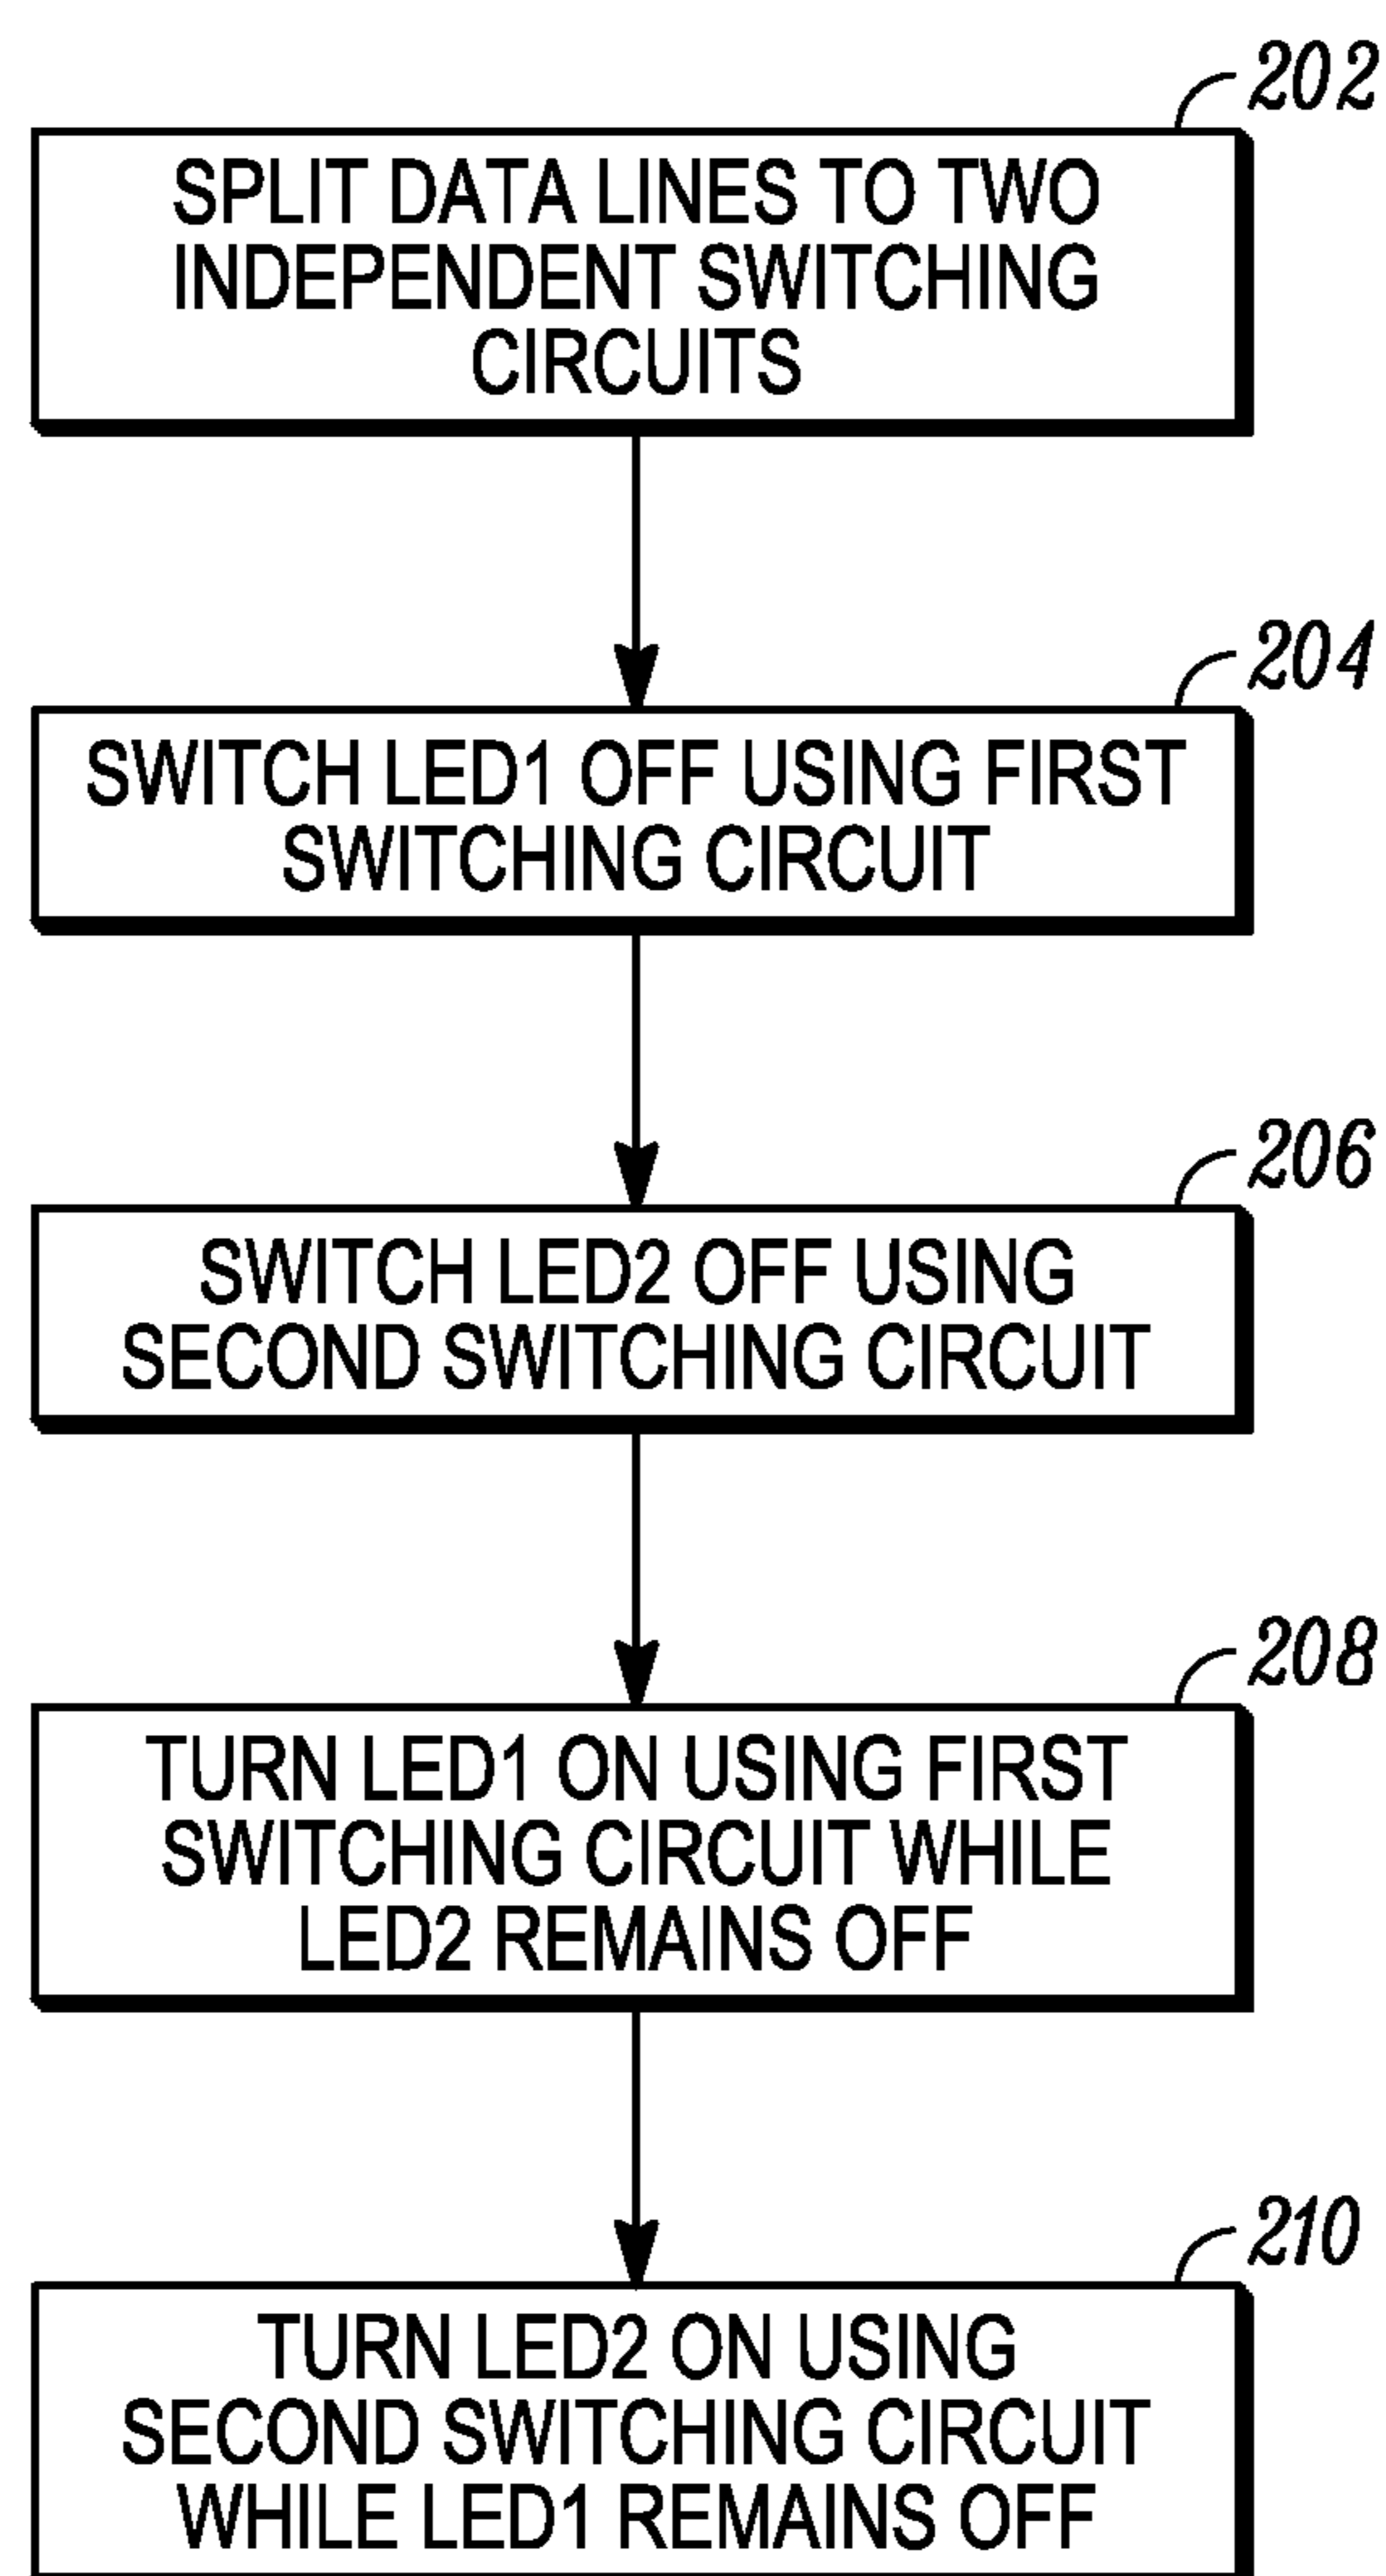 202
SPLIT DATA LINES TO TWO
INDEPENDENT SWITCHING
CIRCUITS
204
SWITCH LED1 OFF USING FIRST
SWITCHING CIRCUIT
206
SWITCH LED2 OFF USING
SECOND SWITCHING CIRCUIT
208
TURN LED1 ON USING FIRST
SWITCHING CIRCUIT WHILE
LED2 REMAINS OFF
210
TURN LED2 ON USING
SECOND SWITCHING CIRCUIT
WHILE LED1 REMAINS OFF